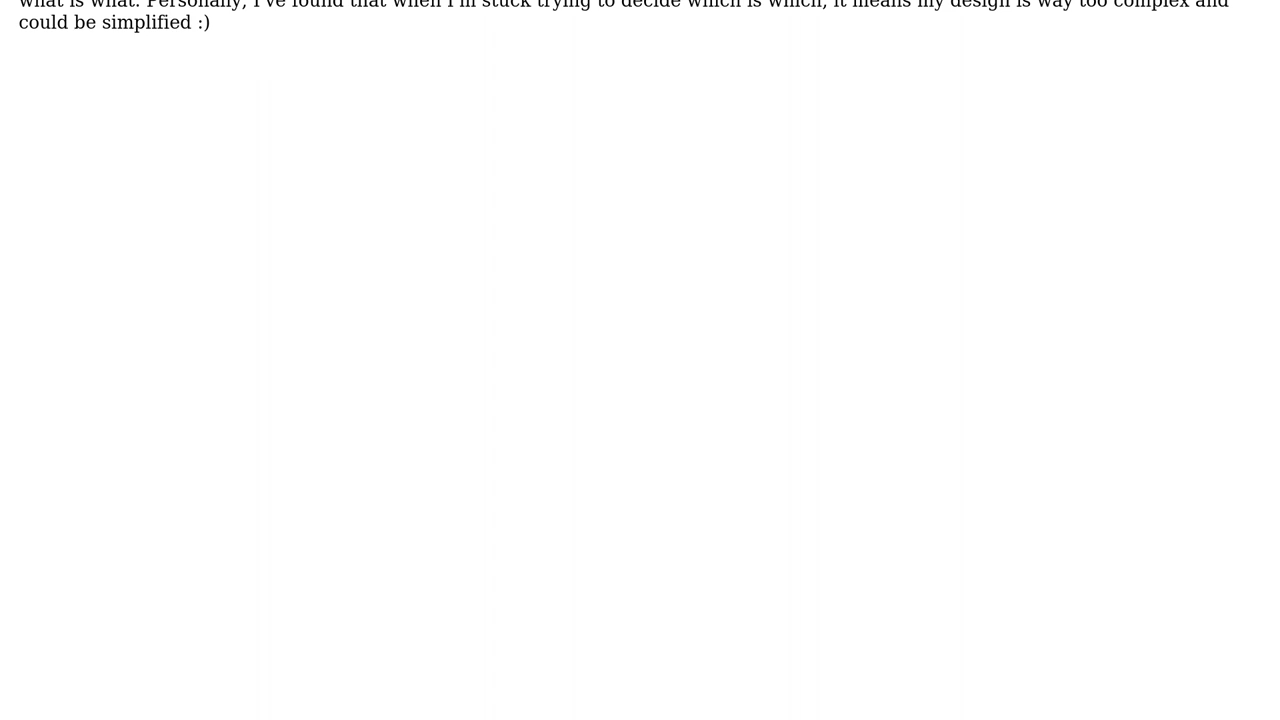 what is what. Personally, I've found that when I'm stuck trying to decide which is which, it means my design is way too complex and
could be simplified :)